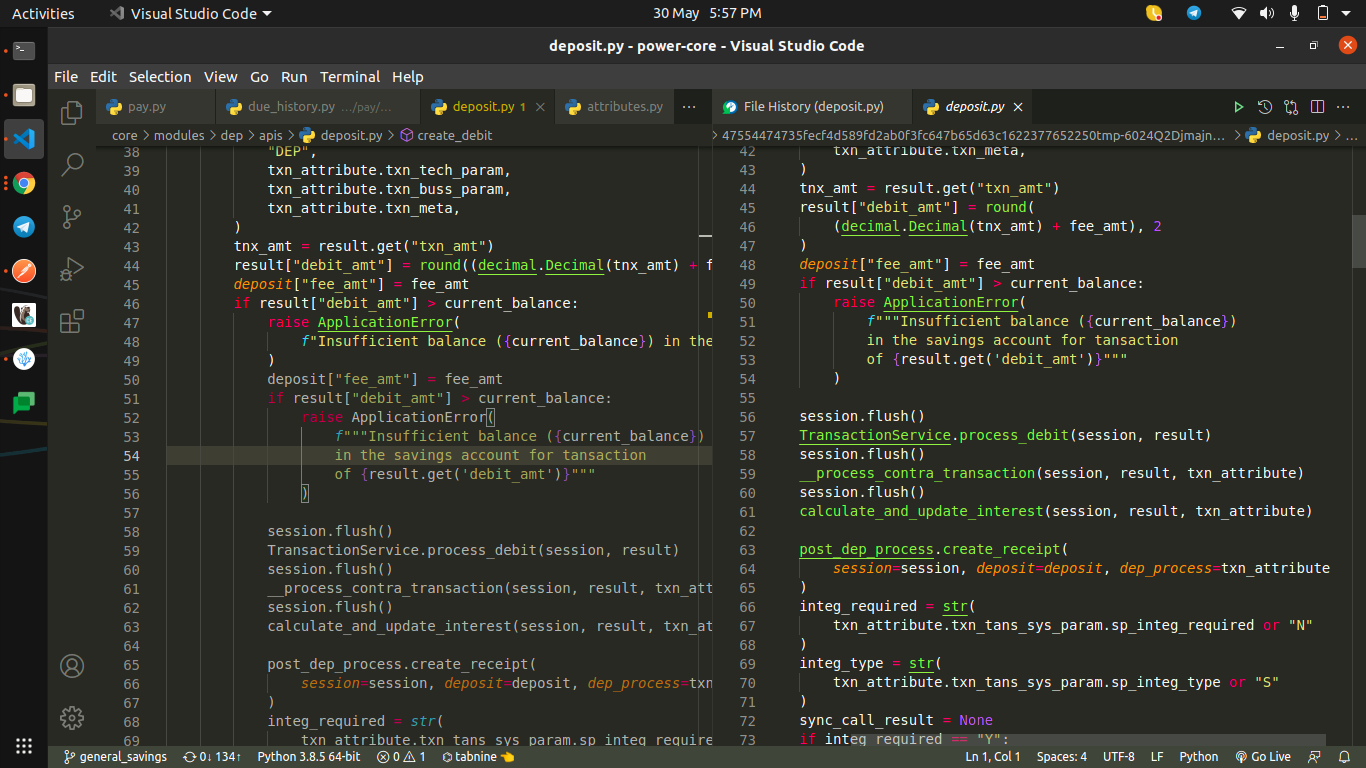 Activities
Visual Studio Code
30 May 5:57 PM
deposit.py - power-core - Visual Studio Code
File Edit Selection View Go Run Terminal Help
pay.py
due_history.py .../pay/...
deposit.py 1
attributes.py
File History (deposit.py)
deposit.py
core > modules > dep > apis > deposit.py > create_debit
38 "DEP",
39 txn_attribute.txn_tech_param,
40 txn_attribute.txn_buss_param,
41 txn_attribute.txn_meta,
42 )
43 tnx_amt = result.get("txn_amt")
44 result["debit_amt"] = round((decimal.Decimal(tnx_amt) + f
45 deposit["fee_amt"] = fee_amt
46 if result["debit_amt"] > current_balance:
47 raise ApplicationError(
48 f"Insufficient balance ({current_balance}) in the
49 )
50 deposit["fee_amt"] = fee_amt
51 if result["debit_amt"] > current_balance:
52 raise ApplicationError(
53 f"""Insufficient balance ({current_balance})
54 in the savings account for tansaction
55 of {result.get('debit_amt')}"""
56 )
57
58 session.flush()
59 TransactionService.process_debit(session, result)
60 session.flush()
61 __process_contra_transaction(session, result, txn_att
62 session.flush()
63 calculate_and_update_interest(session, result, txn_at
64
65 post_dep_process.create_receipt(
66 session=session, deposit=deposit, dep_process=txn
67 )
68 integ_required = str(
69 txn_attribute.txn_tans_sys_param.sp_integ_require
> 47554474735fecf4d589fd2ab0f3fc647b65d63c1622377652250tmp-6024Q2Djmajn... > deposit.py > ...
42 txn_attribute.txn_meta,
43 )
44 tnx_amt = result.get("txn_amt")
45 result["debit_amt"] = round(
46 (decimal.Decimal(tnx_amt) + fee_amt), 2
47 )
48 deposit["fee_amt"] = fee_amt
49 if result["debit_amt"] > current_balance:
50 raise ApplicationError(
51 f"""Insufficient balance ({current_balance})
52 in the savings account for tansaction
53 of {result.get('debit_amt')}"""
54 )
55
56 session.flush()
57 TransactionService.process_debit(session, result)
58 session.flush()
59 __process_contra_transaction(session, result, txn_attribute)
60 session.flush()
61 calculate_and_update_interest(session, result, txn_attribute)
62
63 post_dep_process.create_receipt(
64 session=session, deposit=deposit, dep_process=txn_attribute
65 )
66 integ_required = str(
67 txn_attribute.txn_tans_sys_param.sp_integ_required or "N"
68 )
69 integ_type = str(
70 txn_attribute.txn_tans_sys_param.sp_integ_type or "S"
71 )
72 sync_call_result = None
73 if integ_required == "Y":
general_savings 0↓ 134↑ Python 3.8.5 64-bit 0 1 tabnine Ln 1, Col 1 Spaces: 4 UTF-8 LF Python Go Live